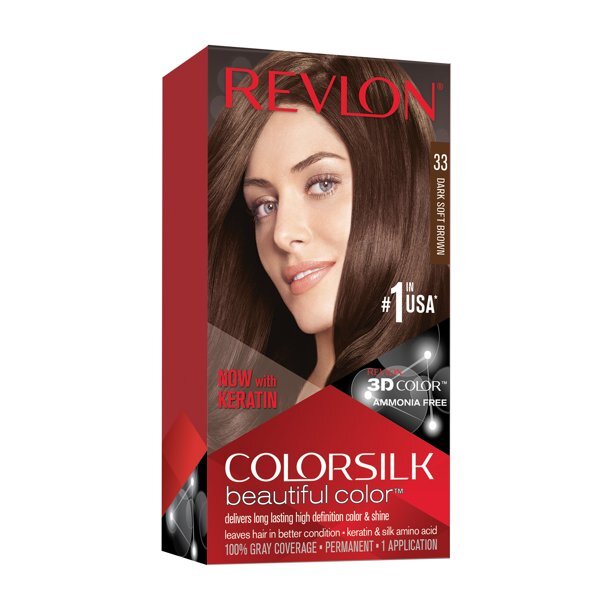 REVLON®
33
DARK SOFT BROWN
#1 IN USA*
NOW with
KERATIN
REVLON
3D COLOR™
AMMONIA FREE
COLORSILK
beautiful color™
delivers long lasting high definition color & shine
leaves hair in better condition • keratin & silk amino acid
100% GRAY COVERAGE • PERMANENT • 1 APPLICATION